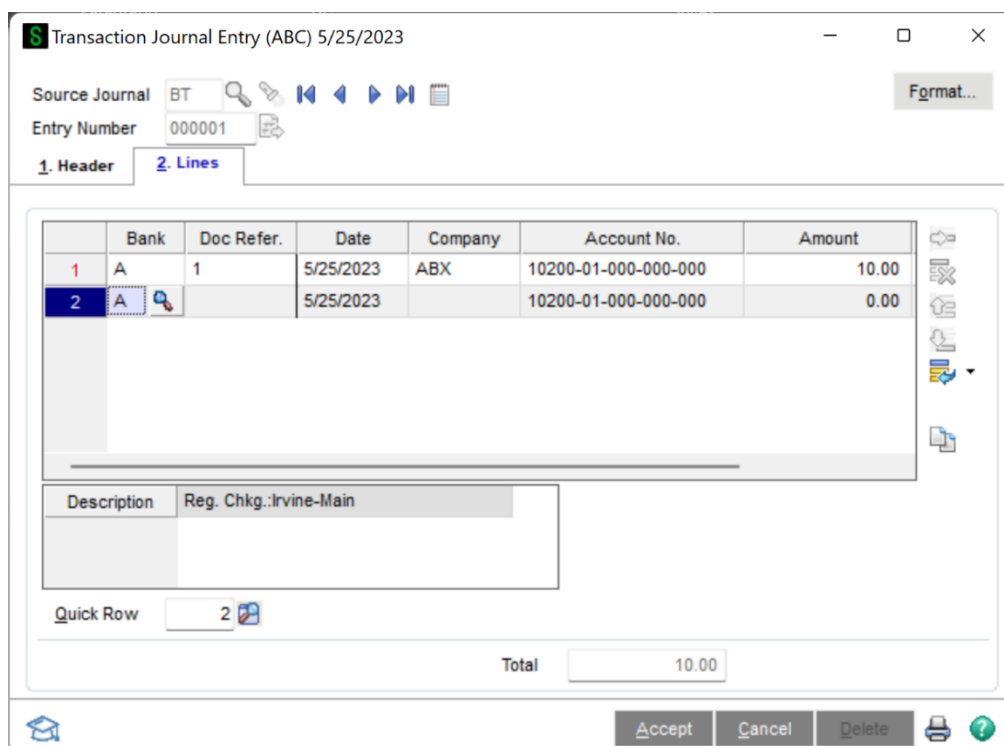 S Transaction Journal Entry (ABC) 5/25/2023
Source Journal BT
Format...
Entry Number 000001
1. Header 2. Lines
Bank Doc Refer. Date Company Account No. Amount
1 A 1 5/25/2023 ABX 10200-01-000-000-000 10.00
2 A 5/25/2023 10200-01-000-000-000 0.00
Description Reg. Chkg.:Irvine-Main
Quick Row 2
Total 10.00
Accept Cancel Delete ?